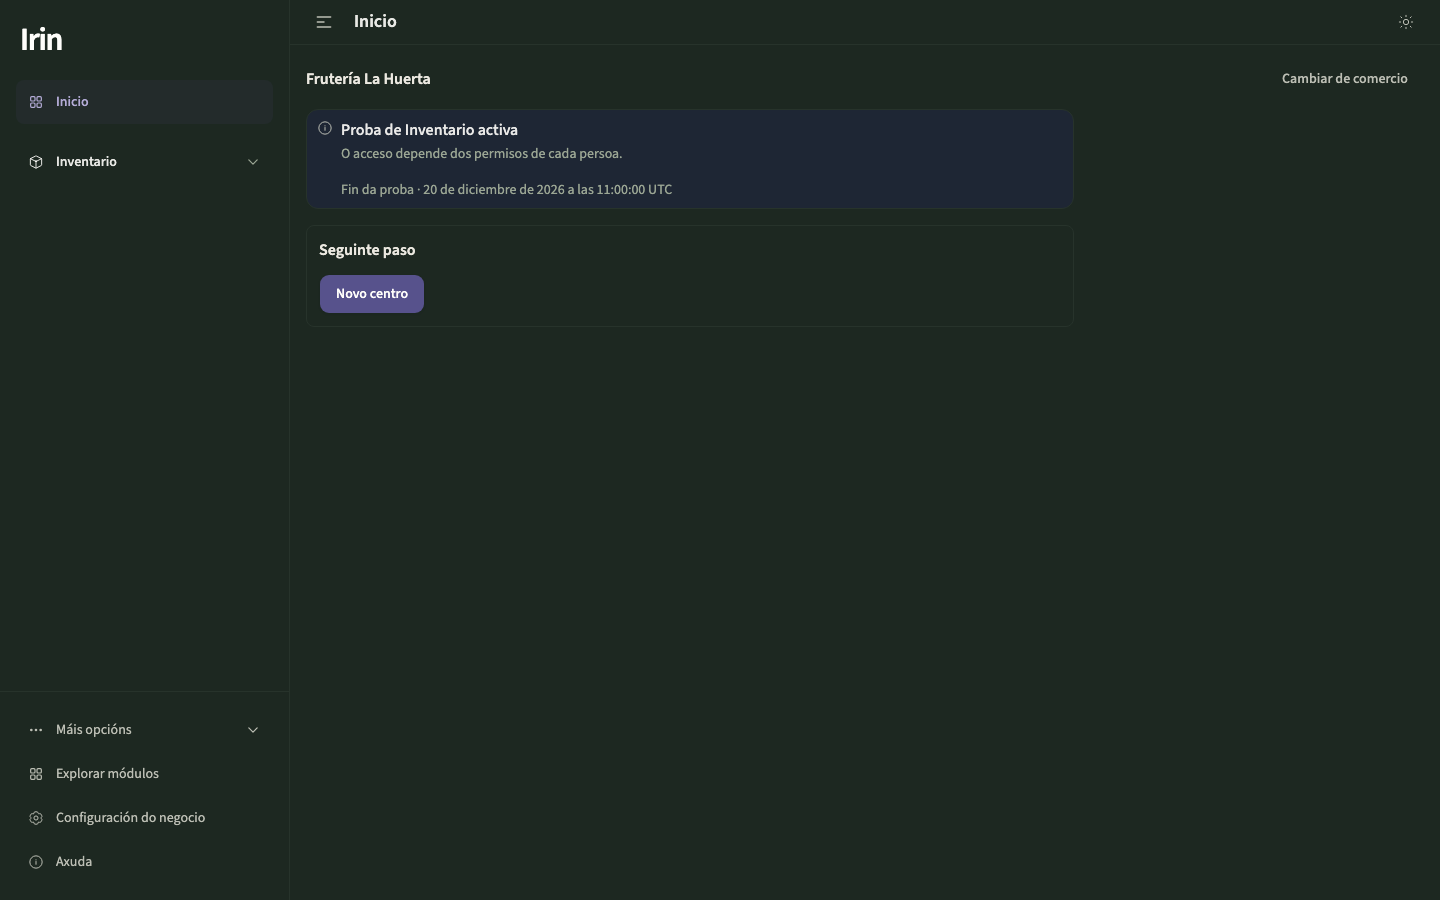 Irin
Inicio
Inventario
Máis opcións
Explorar módulos
Configuración do negocio
Axuda
Inicio
Frutería La Huerta
Cambiar de comercio
Proba de Inventario activa
O acceso depende dos permisos de cada persoa.
Fin da proba · 20 de diciembre de 2026 a las 11:00:00 UTC
Seguinte paso
Novo centro